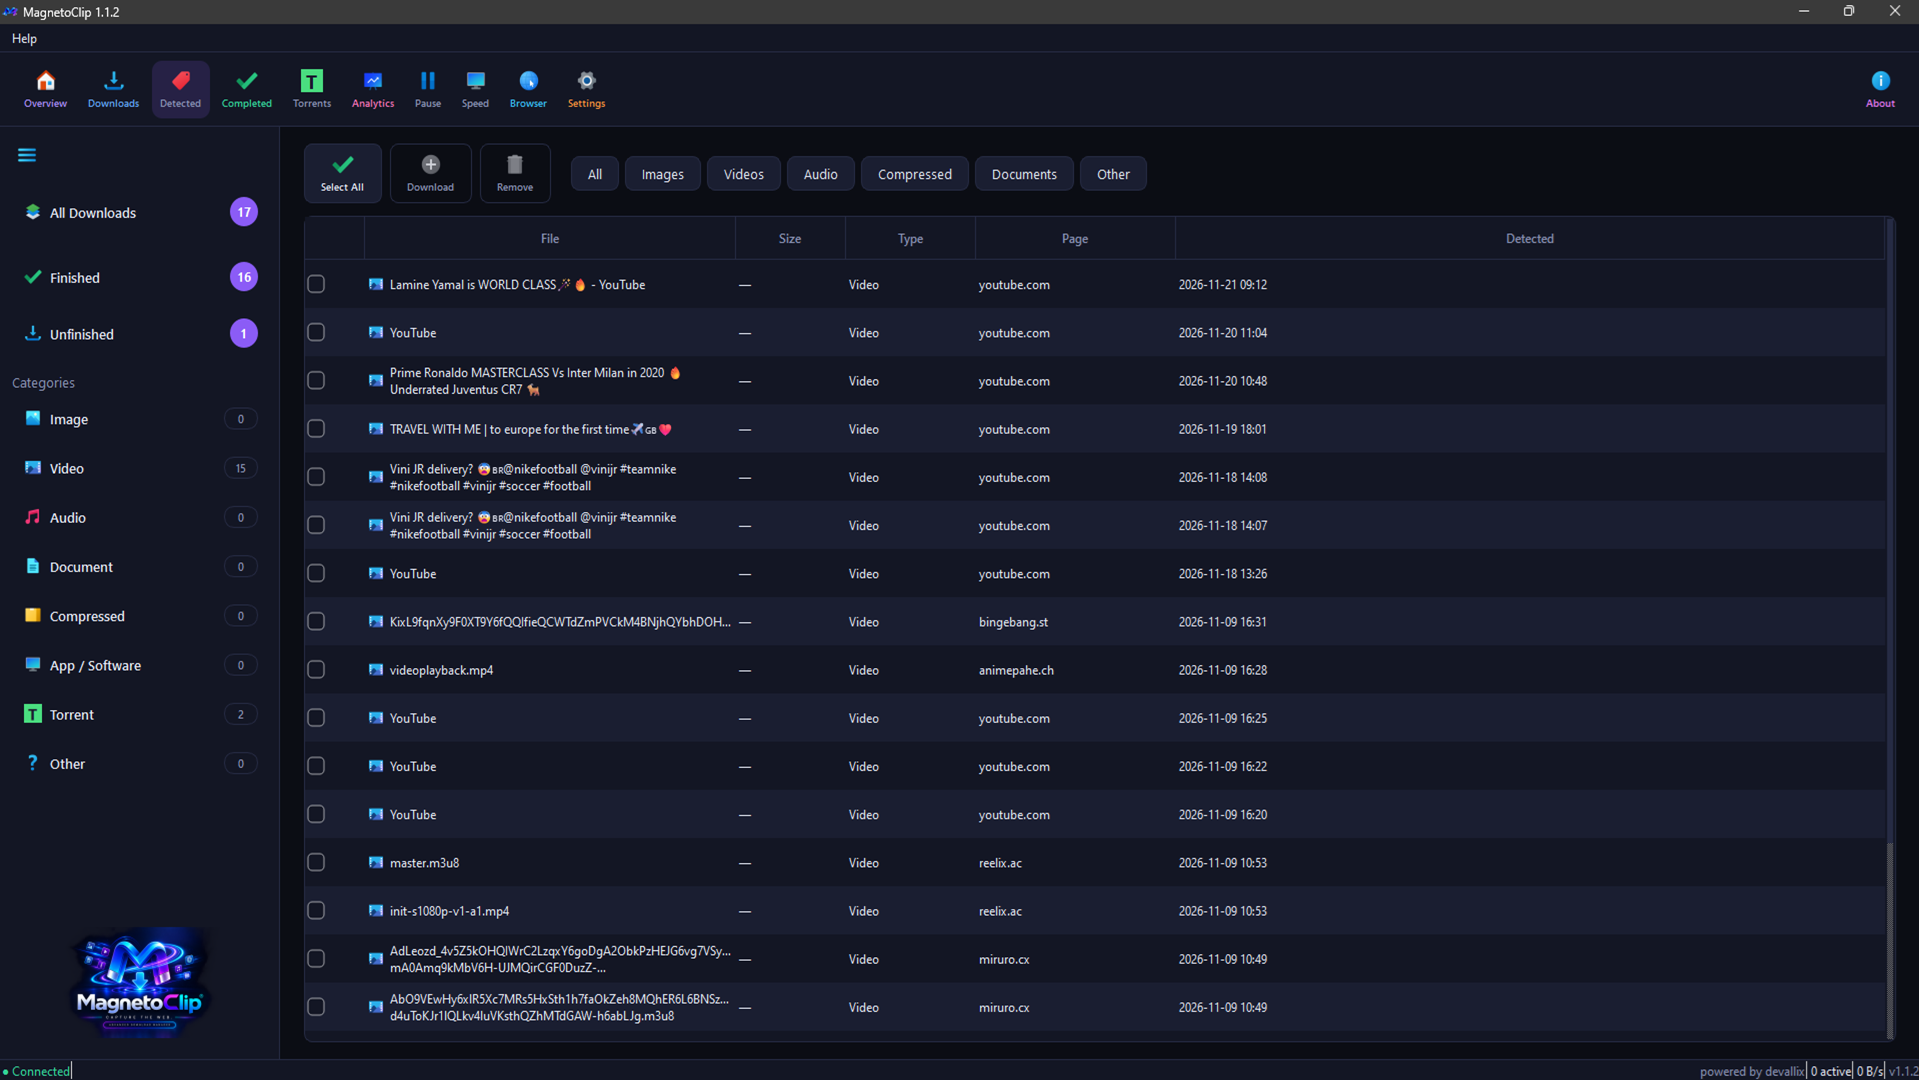 MagnetoClip 1.1.2
Help
Overview
Downloads
Detected
Completed
T
Torrents
Analytics
Pause
Speed
Browser
Settings
About
Select All
Download
Remove
All
Images
Videos
Audio
Compressed
Documents
Other
All Downloads 17
Finished 16
Unfinished 1
Categories
Image 0
Video 15
Audio 0
Document 0
Compressed 0
App / Software 0
T Torrent 2
? Other 0
File Size Type Page Detected
Lamine Yamal is WORLD CLASS🪄🔥 - YouTube — Video youtube.com 2026-11-21 09:12
YouTube — Video youtube.com 2026-11-20 11:04
Prime Ronaldo MASTERCLASS Vs Inter Milan in 2020 🔥
Underrated Juventus CR7 🐐 — Video youtube.com 2026-11-20 10:48
TRAVEL WITH ME | to europe for the first time✈️GB❤️ — Video youtube.com 2026-11-19 18:01
Vini JR delivery? 😨BR@nikefootball @vinijr #teamnike
#nikefootball #vinijr #soccer #football — Video youtube.com 2026-11-18 14:08
Vini JR delivery? 😨BR@nikefootball @vinijr #teamnike
#nikefootball #vinijr #soccer #football — Video youtube.com 2026-11-18 14:07
YouTube — Video youtube.com 2026-11-18 13:26
— Video bingebang.st 2026-11-09 16:31
videoplayback.mp4 — Video animepahe.ch 2026-11-09 16:28
YouTube — Video youtube.com 2026-11-09 16:25
YouTube — Video youtube.com 2026-11-09 16:22
YouTube — Video youtube.com 2026-11-09 16:20
master.m3u8 — Video reelix.ac 2026-11-09 10:53
init-s1080p-v1-a1.mp4 — Video reelix.ac 2026-11-09 10:53
— Video miruro.cx 2026-11-09 10:49
— Video miruro.cx 2026-11-09 10:49
MagnetoClip
CAPTURE THE WEB
Connected
powered by devallix 0 active 0 B/s v1.1.2